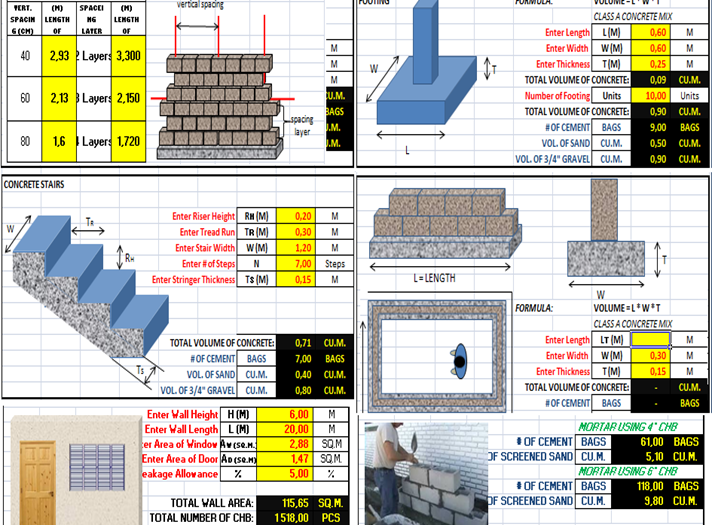 VERT. SPACIN G (CM)
(M) LENGTH OF
SPACEI NG LAYER
(M) LENGTH OF
40 2,93 2 Layers 3,300
60 2,13 3 Layers 2,150
80 1,6 4 Layers 1,720
vertical spacing
spacing layer
M
M
M
CU.M.
BAGS
CU.M.
CU.M.
FOOTING
FORMULA: VOLUME = L * W * T
CLASS A CONCRETE MIX
Enter Length L (M) 0,60 M
Enter Width W (M) 0,60 M
Enter Thickness T (M) 0,25 M
TOTAL VOLUME OF CONCRETE: 0,09 CU.M.
Number of Footing Units 10,00 Units
TOTAL VOLUME OF CONCRETE: 0,90 CU.M.
# OF CEMENT BAGS 9,00 BAGS
VOL. OF SAND CU.M. 0,50 CU.M.
VOL. OF 3/4" GRAVEL CU.M. 0,90 CU.M.
W
T
L
CONCRETE STAIRS
W
TR
RH
TS
Enter Riser Height RH (M) 0,20 M
Enter Tread Run TR (M) 0,30 M
Enter Stair Width W (M) 1,20 M
Enter # of Steps N 7,00 Steps
Enter Stringer Thickness TS (M) 0,15 M
TOTAL VOLUME OF CONCRETE: 0,71 CU.M.
# OF CEMENT BAGS 7,00 BAGS
VOL. OF SAND CU.M. 0,40 CU.M.
VOL. OF 3/4" GRAVEL CU.M. 0,80 CU.M.
L = LENGTH
T
W
FORMULA: VOLUME = L * W * T
CLASS A CONCRETE MIX
Enter Length LT (M) M
Enter Width W (M) 0,30 M
Enter Thickness T (M) 0,15 M
TOTAL VOLUME OF CONCRETE: - CU.M.
# OF CEMENT BAGS - BAGS
Enter Wall Height H (M) 6,00 M
Enter Wall Length L (M) 20,00 M
er Area of Window AW (SQ.M.) 2,88 SQ.M
Enter Area of Door AD (SQ.M.) 1,47 SQ.M
eakage Allowance % 5,00 %
TOTAL WALL AREA: 115,65 SQ.M.
TOTAL NUMBER OF CHB: 1518,00 PCS
MORTAR USING 4" CHB
# OF CEMENT BAGS 61,00 BAGS
OF SCREENED SAND CU.M. 5,10 CU.M.
MORTAR USING 6" CHB
# OF CEMENT BAGS 118,00 BAGS
OF SCREENED SAND CU.M. 9,80 CU.M.